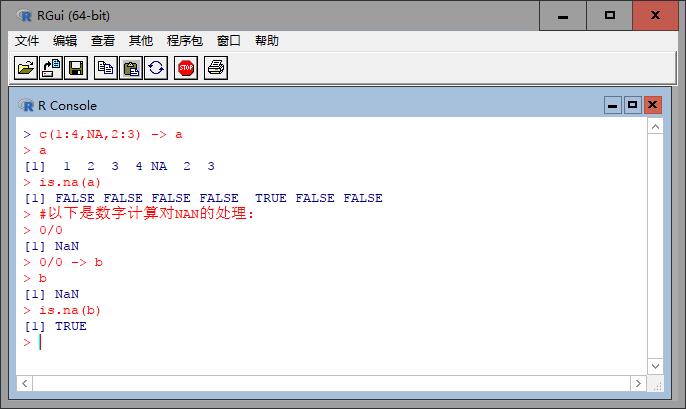 RGui (64-bit)
文件 编辑 查看 其他 程序包 窗口 帮助
STOP
R Console
> c(1:4,NA,2:3) -> a
> a
[1]  1  2  3  4 NA  2  3
> is.na(a)
[1] FALSE FALSE FALSE FALSE  TRUE FALSE FALSE
> #以下是数字计算对NAN的处理:
> 0/0
[1] NaN
> 0/0 -> b
> b
[1] NaN
> is.na(b)
[1] TRUE
>